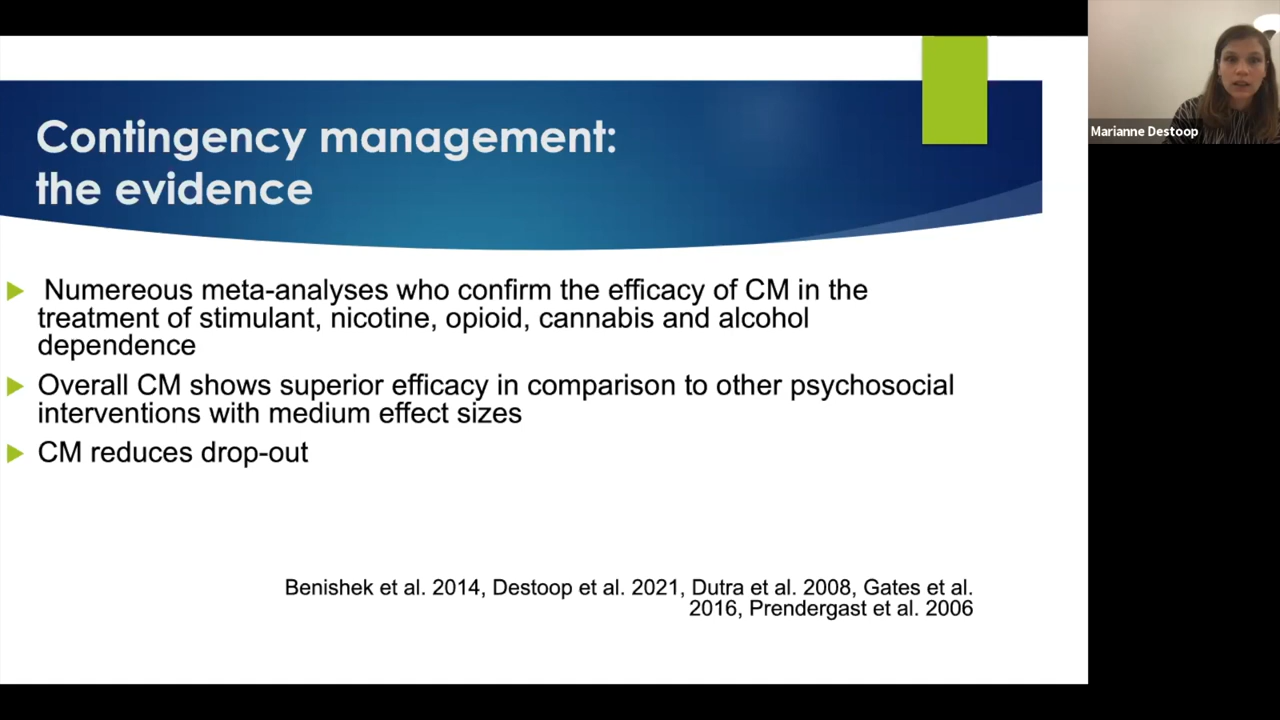 Contingency management:
the evidence
Numereous meta-analyses who confirm the efficacy of CM in the
treatment of stimulant, nicotine, opioid, cannabis and alcohol
dependence
Overall CM shows superior efficacy in comparison to other psychosocial
interventions with medium effect sizes
CM reduces drop-out
Benishek et al. 2014, Destoop et al. 2021, Dutra et al. 2008, Gates et al.
2016, Prendergast et al. 2006
Marianne Destoop